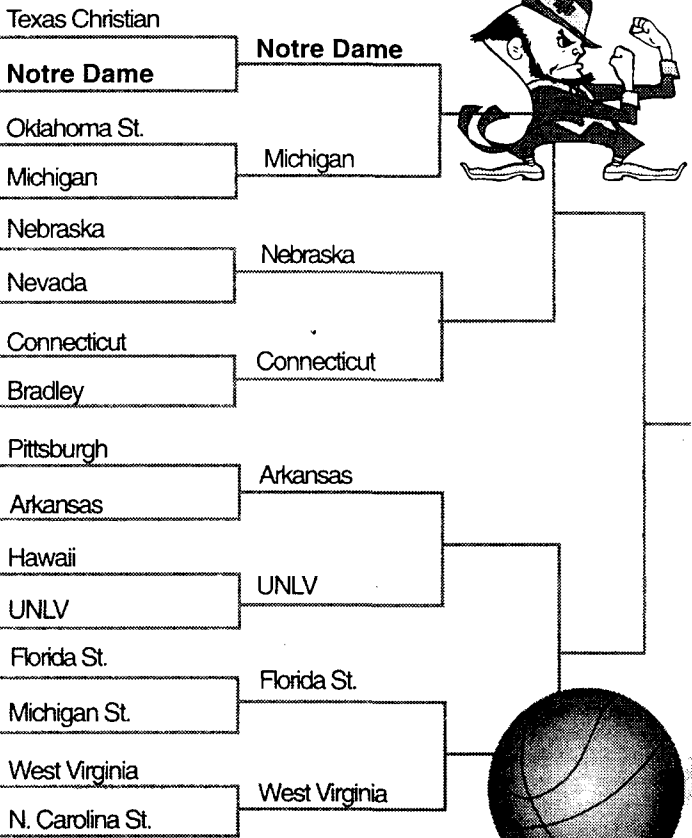 Texas Christian
Notre Dame
Notre Dame
Oklahoma St.
Michigan
Michigan
Nebraska
Nebraska
Nevada
Connecticut
Connecticut
Bradley
Pittsburgh
Arkansas
Arkansas
Hawaii
UNLV
UNLV
Florida St.
Florida St.
Michigan St.
West Virginia
West Virginia
N. Carolina St.